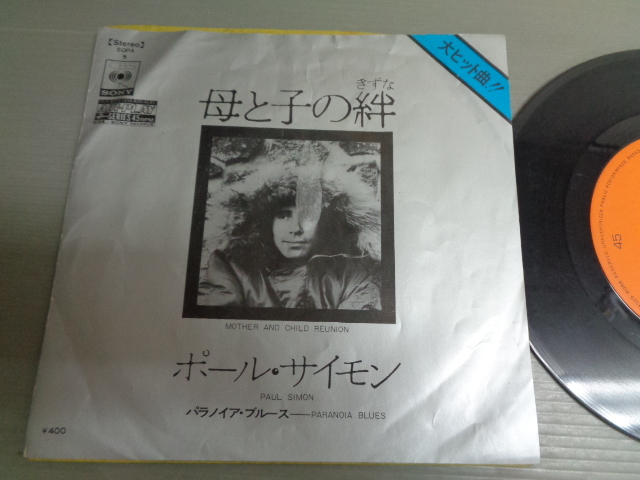 【Stereo】
SOPA
5
SONY
大ヒット曲!!
きずな
母と子の絆
MOTHER AND CHILD REUNION
ポール・サイモン
PAUL SIMON
パラノイア・ブルース──PARANOIA BLUES
¥400
45